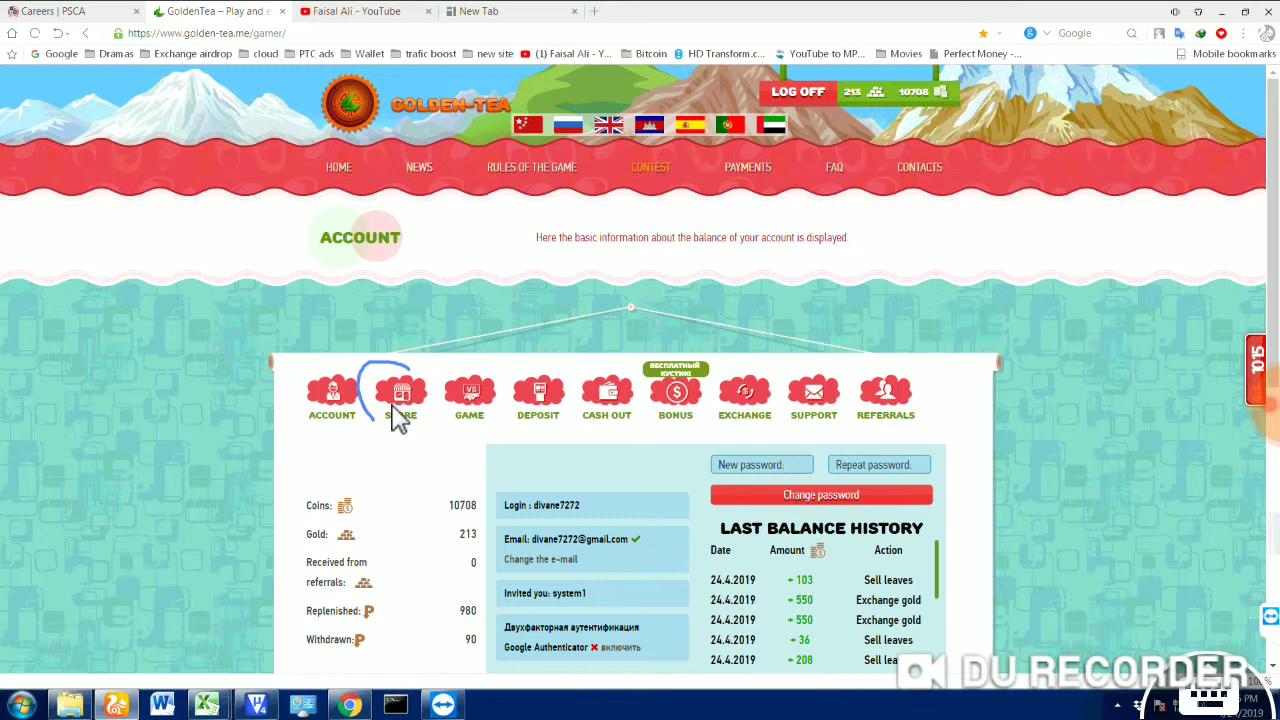 Careers | PSCA
GoldenTea – Play and e
Faisal Ali - YouTube
New Tab
https://www.golden-tea.me/gamer/
Google
Google
Dramas
Exchange airdrop
cloud
PTC ads
Wallet
trafic boost
new site
(1) Faisal Ali - Yo...
Bitcoin
HD Transform.c...
YouTube to MP...
Movies
Perfect Money -...
Mobile bookmarks
GOLDEN-TEA
LOG OFF
213
10708
HOME
NEWS
RULES OF THE GAME
CONTEST
PAYMENTS
FAQ
CONTACTS
ACCOUNT
Here the basic information about the balance of your account is displayed.
1015
БЕСПЛАТНЫЙ
КУСТИК!
VS
ACCOUNT
STORE
GAME
DEPOSIT
CASH OUT
BONUS
EXCHANGE
SUPPORT
REFERRALS
New password:
Repeat password:
Change password
Coins:
10708
Gold:
213
Received from
referrals:
0
Replenished:
980
Withdrawn:
90
Login : divane7272
Email: divane7272@gmail.com
Change the e-mail
Invited you: system1
Двухфакторная аутентификация
Google Authenticator
включить
LAST BALANCE HISTORY
Date Amount Action
24.4.2019 + 103 Sell leaves
24.4.2019 + 550 Exchange gold
24.4.2019 + 550 Exchange gold
24.4.2019 + 36 Sell leaves
24.4.2019 + 208 Sell lea
DU RECORDER
100%